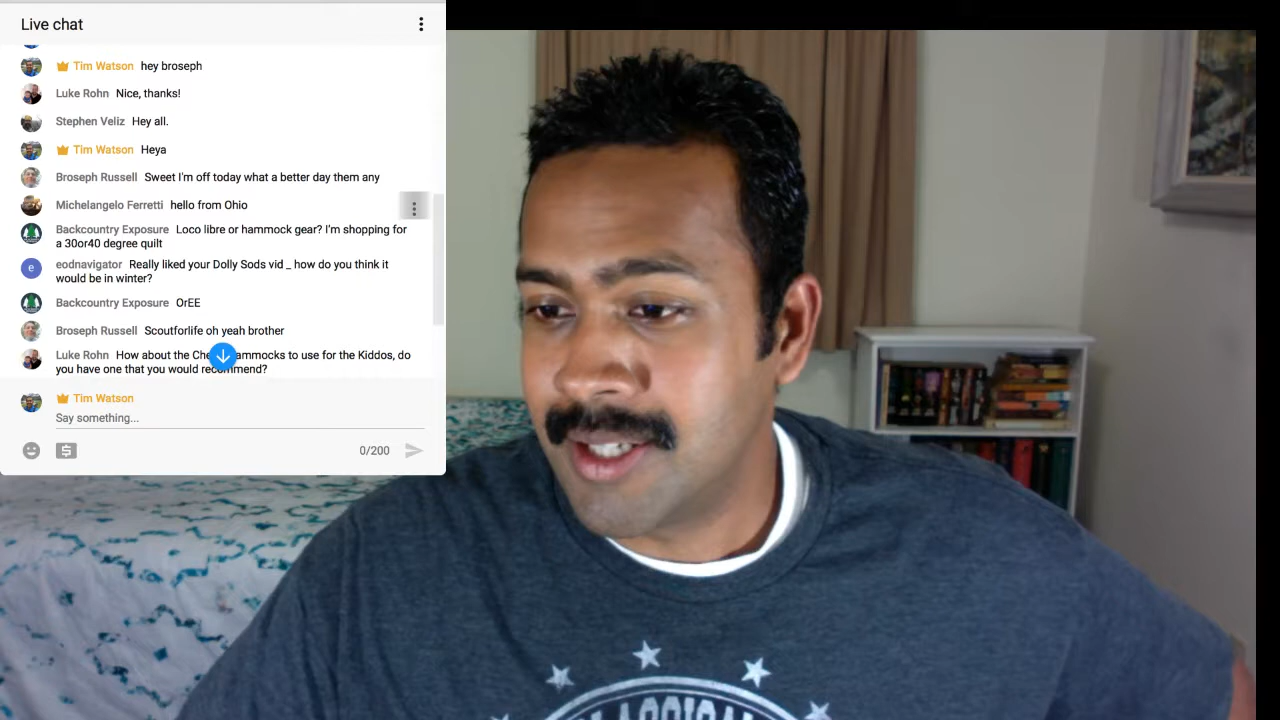 Live chat
Tim Watson hey broseph
Luke Rohn Nice, thanks!
Stephen Veliz Hey all.
Tim Watson Heya
Broseph Russell Sweet I'm off today what a better day them any
Michelangelo Ferretti hello from Ohio
Backcountry Exposure Loco libre or hammock gear? I'm shopping for
a 30or40 degree quilt
e eodnavigator Really liked your Dolly Sods vid _ how do you think it
would be in winter?
Backcountry Exposure OrEE
Broseph Russell Scoutforlife oh yeah brother
Luke Rohn How about the to use for the Kiddos, do
you have one that you would recommend?
Tim Watson
Say something...
0/200